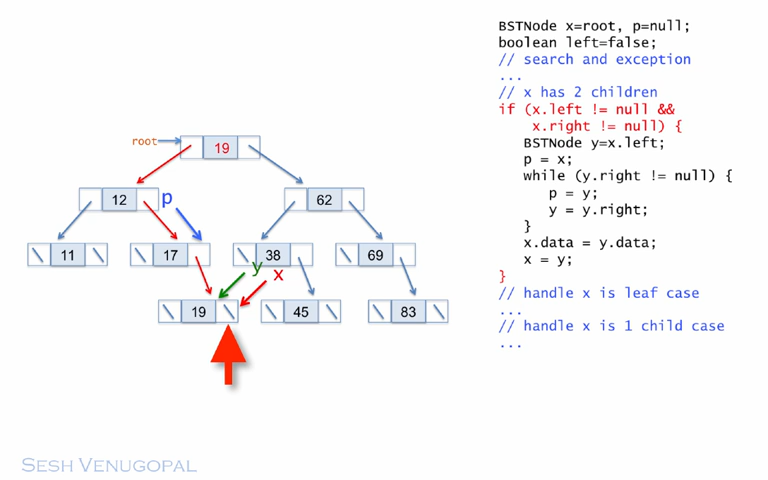 BSTNode x=root, p=null;
boolean left=false;
// search and exception
...
// x has 2 children
if (x.left != null &&
x.right != null) {
BSTNode y=x.left;
p = x;
while (y.right != null) {
p = y;
y = y.right;
}
x.data = y.data;
x = y;
}
// handle x is leaf case
...
// handle x is 1 child case
...
root
19
12
p
62
11
17
38
69
y
x
19
45
83
SESH VENUGOPAL